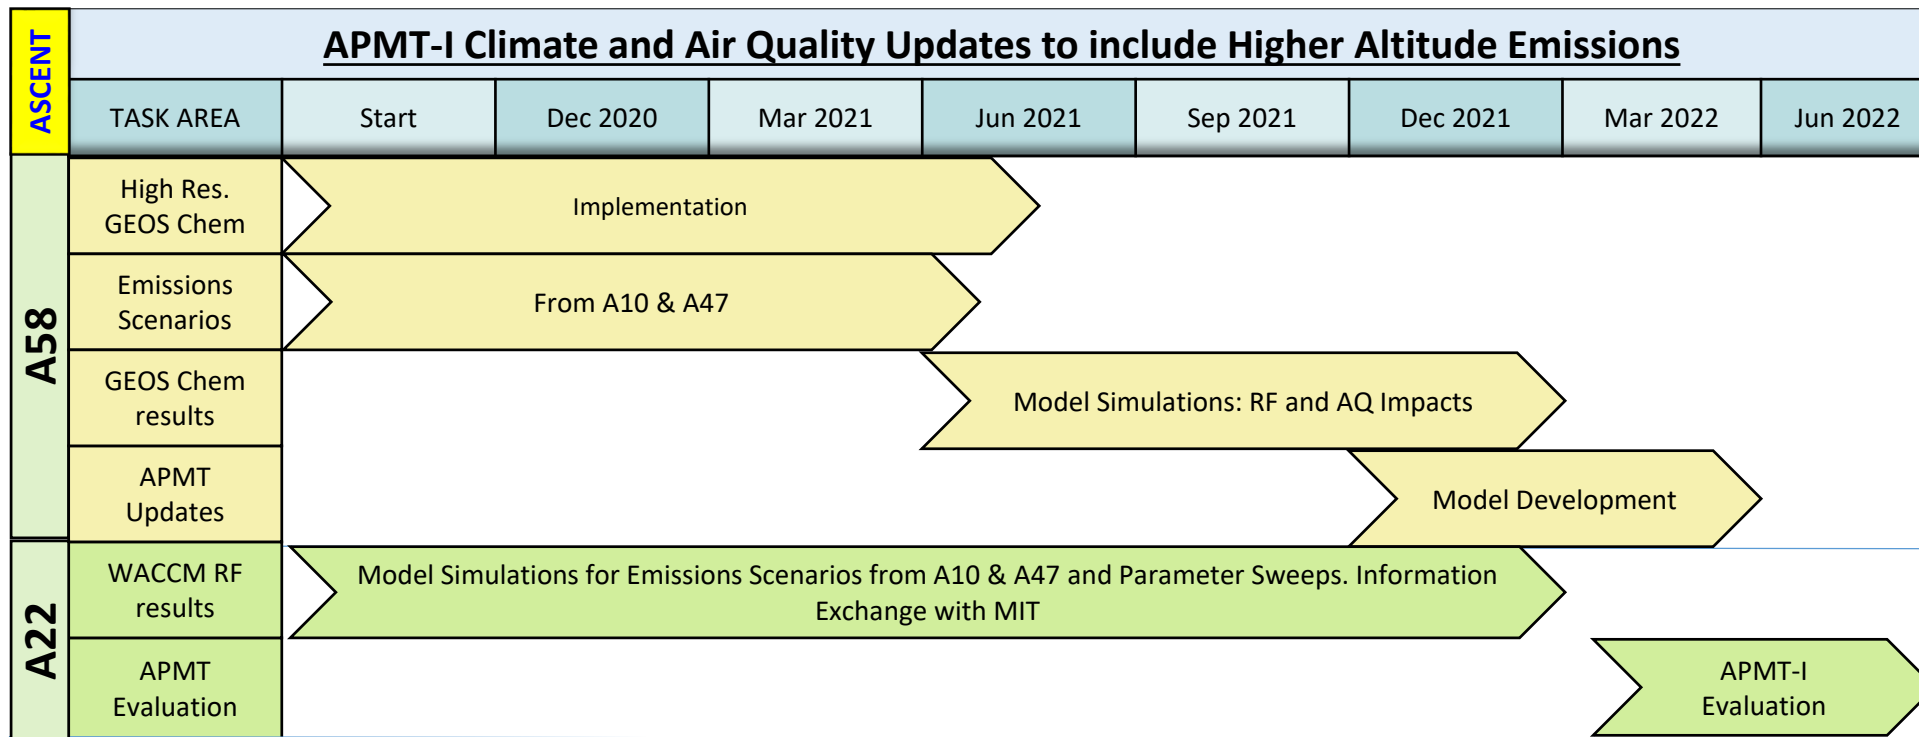 ASCENT
APMT-I Climate and Air Quality Updates to include Higher Altitude Emissions
TASK AREA
Start
Dec 2020
Mar 2021
Jun 2021
Sep 2021
Dec 2021
Mar 2022
Jun 2022
A58
High Res.
GEOS Chem
Implementation
Emissions
Scenarios
From A10 & A47
GEOS Chem
results
Model Simulations: RF and AQ Impacts
APMT
Updates
Model Development
A22
WACCM RF
results
Model Simulations for Emissions Scenarios from A10 & A47 and Parameter Sweeps. Information
Exchange with MIT
APMT
Evaluation
APMT-I
Evaluation